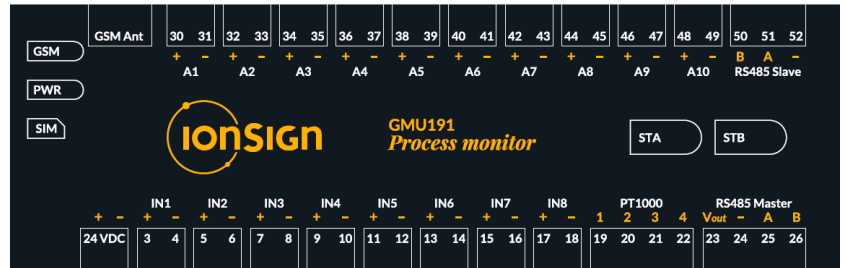 GSM Ant 30 31 32 33 34 35 36 37 38 39 40 41 42 43 44 45 46 47 48 49 50 51 52
+ - + - + - + - + - + - + - + - + - + - B A -
A1 A2 A3 A4 A5 A6 A7 A8 A9 A10 RS485 Slave
GSM
PWR
SIM
IonSIGn
GMU191
Process monitor
STA STB
IN1 IN2 IN3 IN4 IN5 IN6 IN7 IN8 PT1000 RS485 Master
+ - + - + - + - + - + - + - + - + - 1 2 3 4 Vout - A B
24 VDC 3 4 5 6 7 8 9 10 11 12 13 14 15 16 17 18 19 20 21 22 23 24 25 26